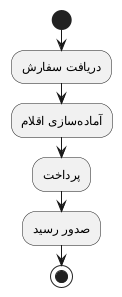 دریافت سفارش
آماده‌سازی اقلام
پرداخت
صدور رسید